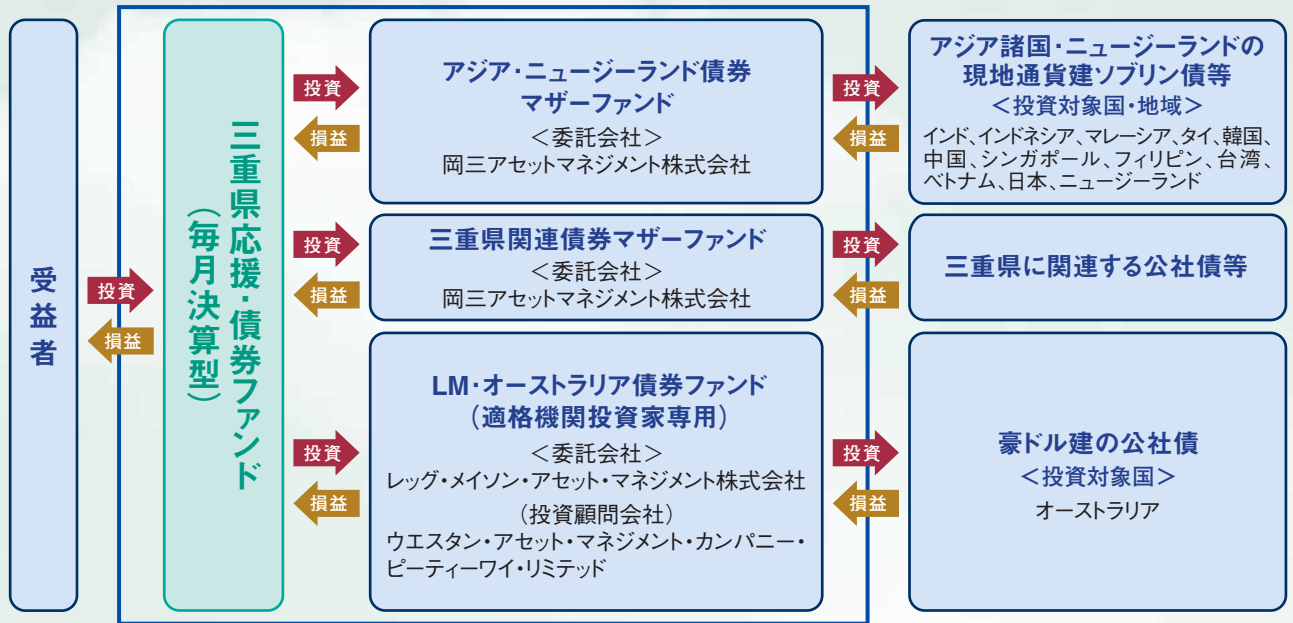 受益者
投資
損益
三重県応援・債券ファンド
（毎月決算型）
投資
損益
アジア・ニュージーランド債券
マザーファンド
＜委託会社＞
岡三アセットマネジメント株式会社
投資
損益
アジア諸国・ニュージーランドの
現地通貨建ソブリン債等
＜投資対象国・地域＞
インド、インドネシア、マレーシア、タイ、韓国、
中国、シンガポール、フィリピン、台湾、
ベトナム、日本、ニュージーランド
投資
損益
三重県関連債券マザーファンド
＜委託会社＞
岡三アセットマネジメント株式会社
投資
損益
三重県に関連する公社債等
投資
損益
LM・オーストラリア債券ファンド
（適格機関投資家専用）
＜委託会社＞
レッグ・メイソン・アセット・マネジメント株式会社
（投資顧問会社）
ウエスタン・アセット・マネジメント・カンパニー・
ピーティーワイ・リミテッド
投資
損益
豪ドル建の公社債
＜投資対象国＞
オーストラリア